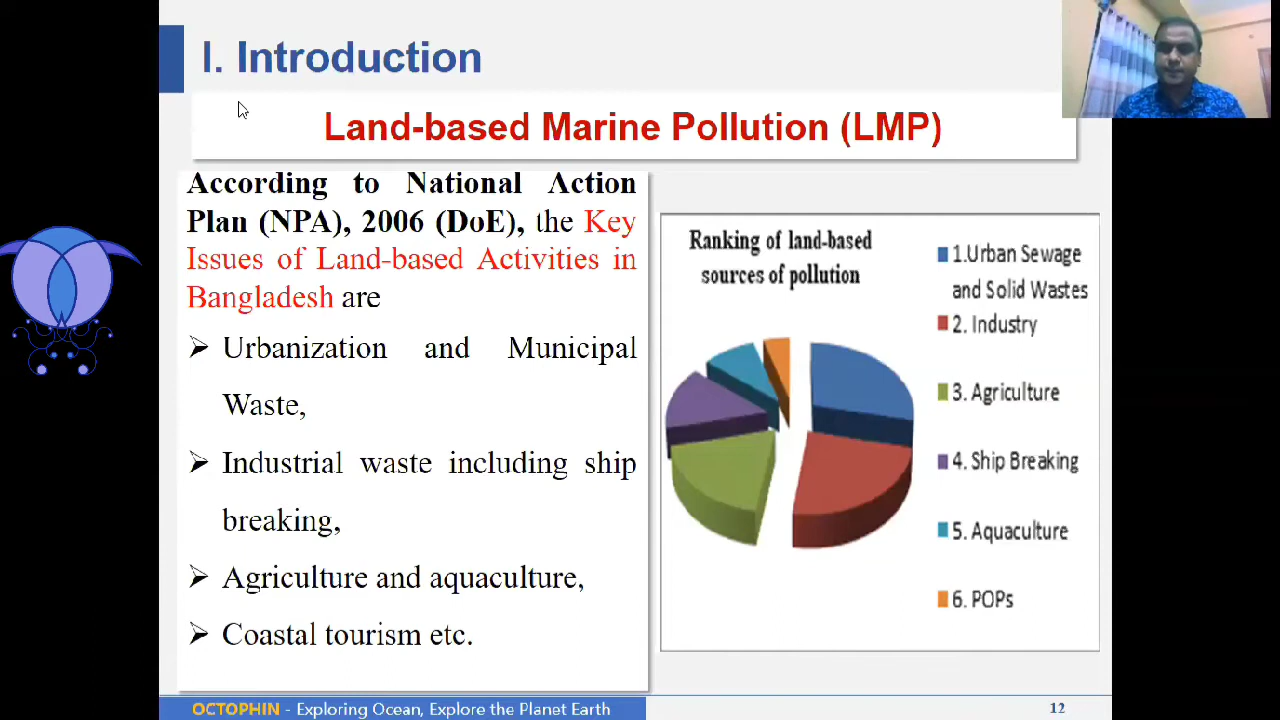 I. Introduction
Land-based Marine Pollution (LMP)
According to National Action
Plan (NPA), 2006 (DoE), the Key
Issues of Land-based Activities in
Bangladesh are
➢ Urbanization and Municipal
Waste,
➢ Industrial waste including ship
breaking,
➢ Agriculture and aquaculture,
➢ Coastal tourism etc.
Ranking of land-based
sources of pollution
1.Urban Sewage
and Solid Wastes
2. Industry
3. Agriculture
4. Ship Breaking
5. Aquaculture
6. POPs
OCTOPHIN - Exploring Ocean, Explore the Planet Earth
12